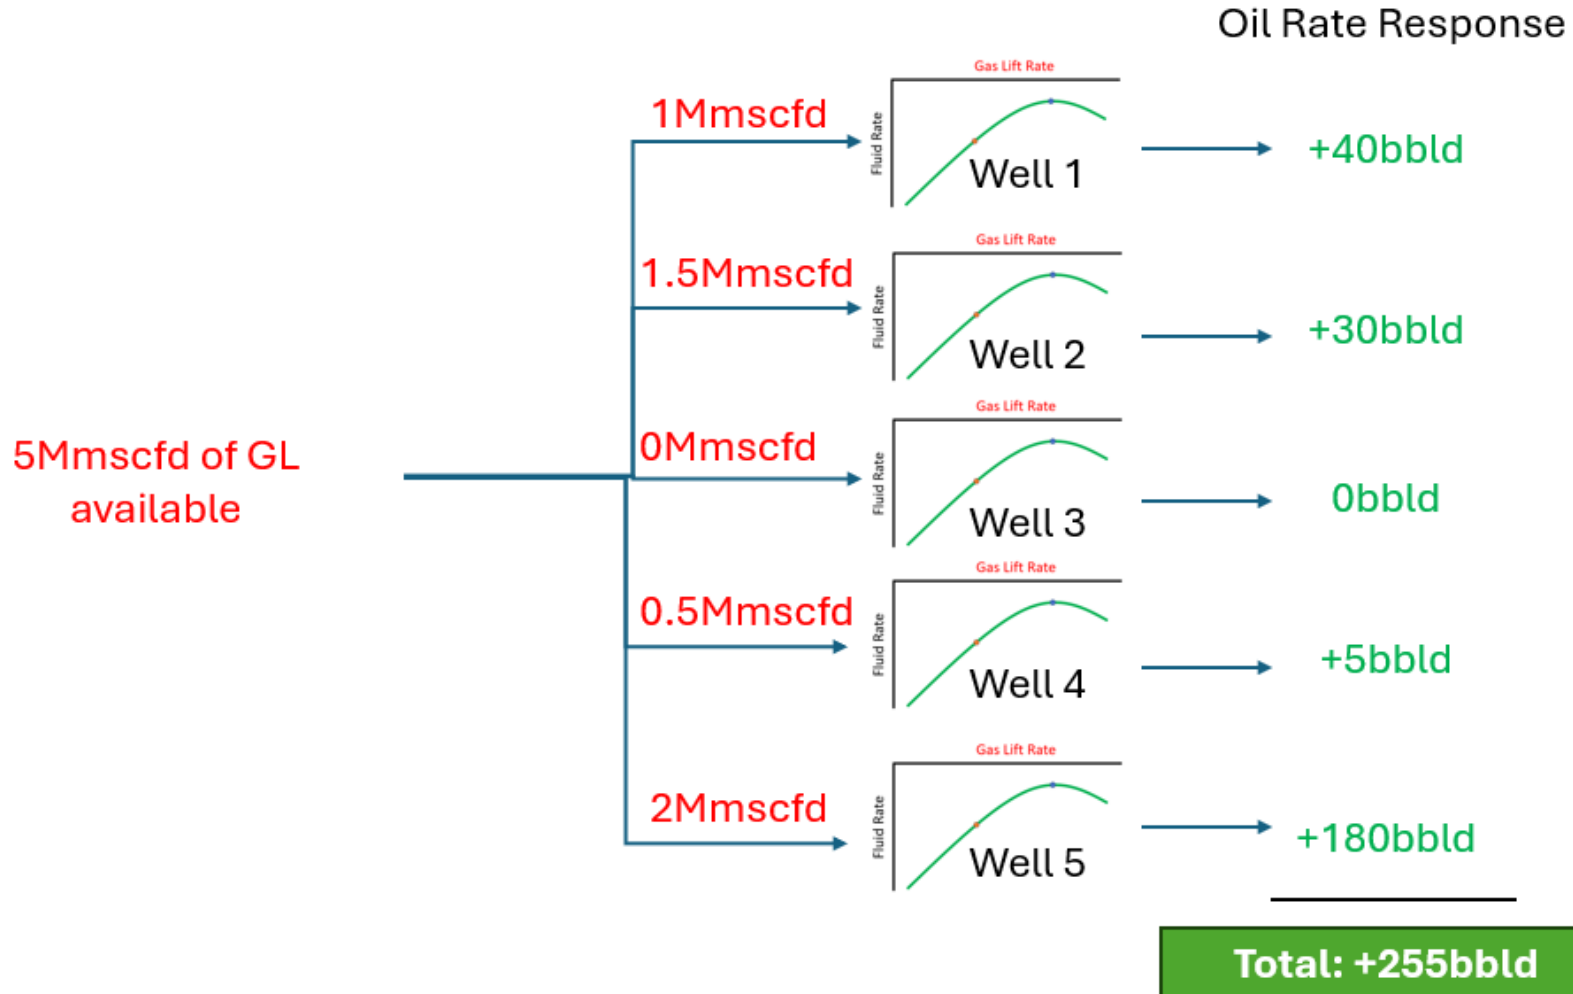 Oil Rate Response
5Mmscfd of GL
available
1Mmscfd
Gas Lift Rate
Fluid Rate
Well 1
+40bbld
1.5Mmscfd
Gas Lift Rate
Fluid Rate
Well 2
+30bbld
0Mmscfd
Gas Lift Rate
Fluid Rate
Well 3
0bbld
0.5Mmscfd
Gas Lift Rate
Fluid Rate
Well 4
+5bbld
2Mmscfd
Gas Lift Rate
Fluid Rate
Well 5
+180bbld
Total: +255bbld